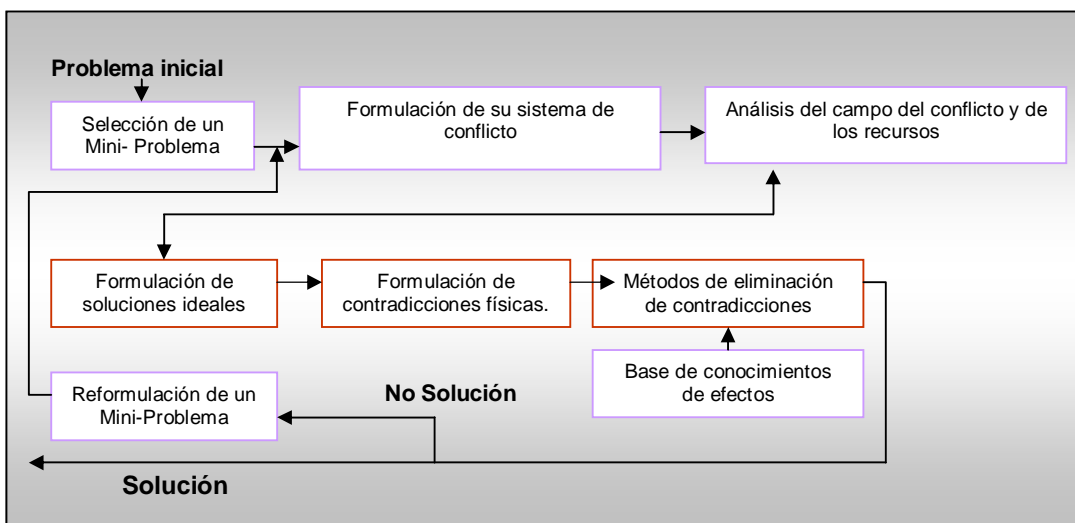 Problema inicial
Selección de un
Mini- Problema
Formulación de su sistema de
conflicto
Análisis del campo del conflicto y de
los recursos
Formulación de
soluciones ideales
Formulación de
contradicciones físicas.
Métodos de eliminación
de contradicciones
Base de conocimientos
de efectos
Reformulación de un
Mini-Problema
No Solución
Solución